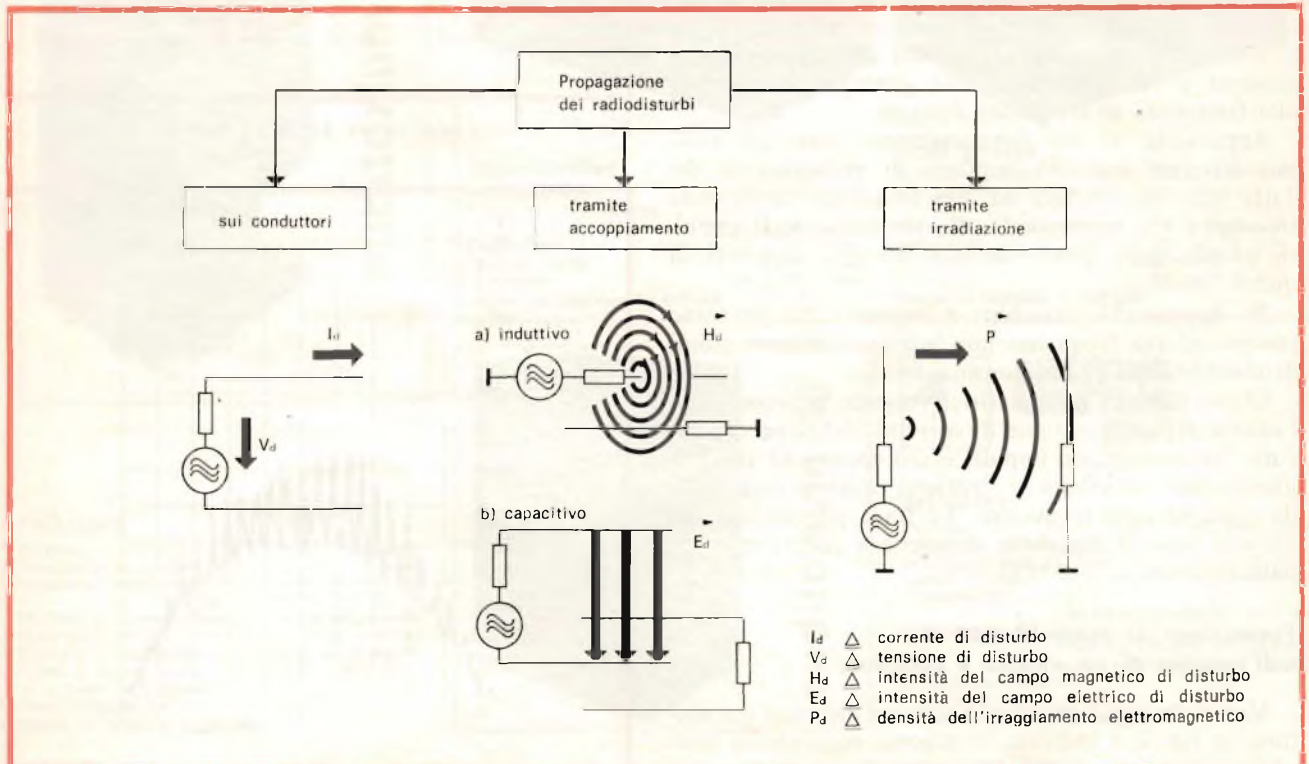 Propagazione
dei radiodisturbi
sui conduttori
tramite
accoppiamento
tramite
irradiazione
Id
Vd
a) induttivo
Hd
b) capacitivo
Ed
P
Id △ corrente di disturbo
Vd △ tensione di disturbo
Hd △ intensità del campo magnetico di disturbo
Ed △ intensità del campo elettrico di disturbo
Pd △ densità dell'irraggiamento elettromagnetico